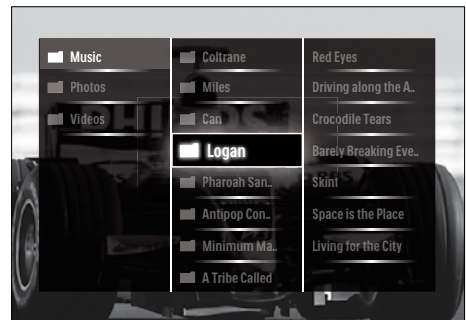 Music
Photos
Videos
Coltrane
Miles
Can
Logan
Pharoah San..
Antipop Con..
Minimum Ma..
A Tribe Called
Red Eyes
Driving along the A..
Crocodile Tears
Barely Breaking Eve..
Skint
Space is the Place
Living for the City
PHILIPS